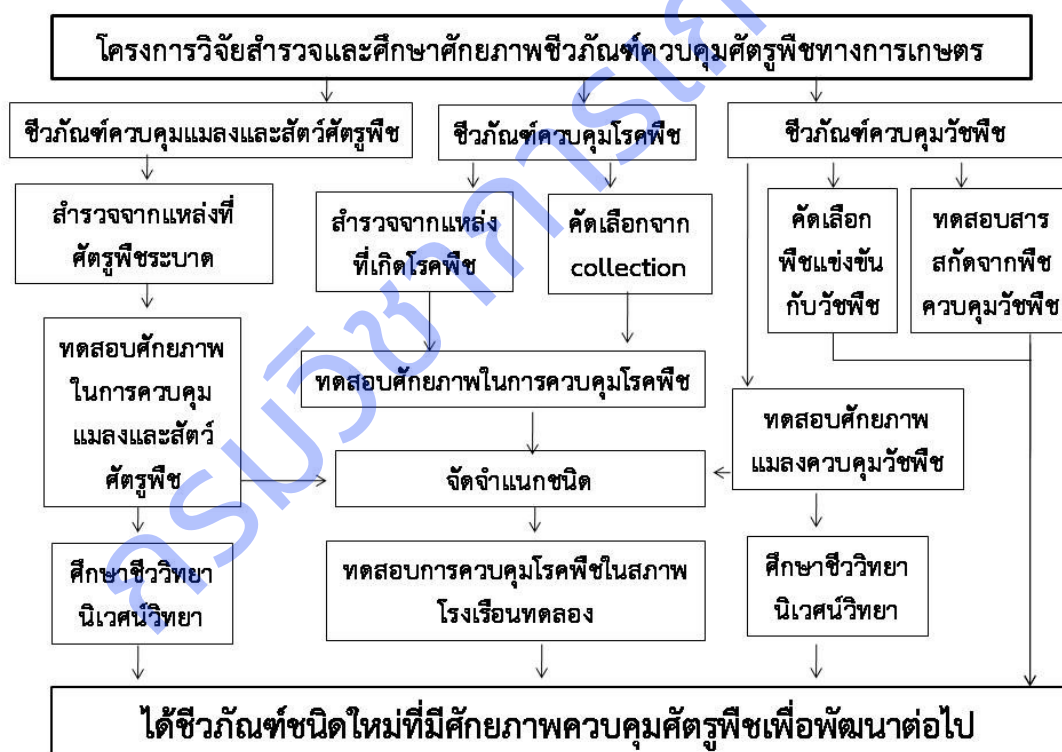 โครงการวิจัยสำรวจและศึกษาศักยภาพชีวภัณฑ์ควบคุมศัตรูพืชทางการเกษตร
ชีวภัณฑ์ควบคุมแมลงและสัตว์ศัตรูพืช
ชีวภัณฑ์ควบคุมโรคพืช
ชีวภัณฑ์ควบคุมวัชพืช
สำรวจจากแหล่งที่
ศัตรูพืชระบาด
สำรวจจากแหล่ง
ที่เกิดโรคพืช
คัดเลือกจาก
collection
คัดเลือก
พืชแข่งขัน
กับวัชพืช
ทดสอบสาร
สกัดจากพืช
ควบคุมวัชพืช
ทดสอบศักยภาพ
ในการควบคุม
แมลงและสัตว์
ศัตรูพืช
ทดสอบศักยภาพในการควบคุมโรคพืช
ทดสอบศักยภาพ
แมลงควบคุมวัชพืช
จัดจำแนกชนิด
ศึกษาชีววิทยา
นิเวศน์วิทยา
ทดสอบการควบคุมโรคพืชในสภาพ
โรงเรือนทดลอง
ศึกษาชีววิทยา
นิเวศน์วิทยา
ได้ชีวภัณฑ์ชนิดใหม่ที่มีศักยภาพควบคุมศัตรูพืชเพื่อพัฒนาต่อไป
กรมวิชาการเก